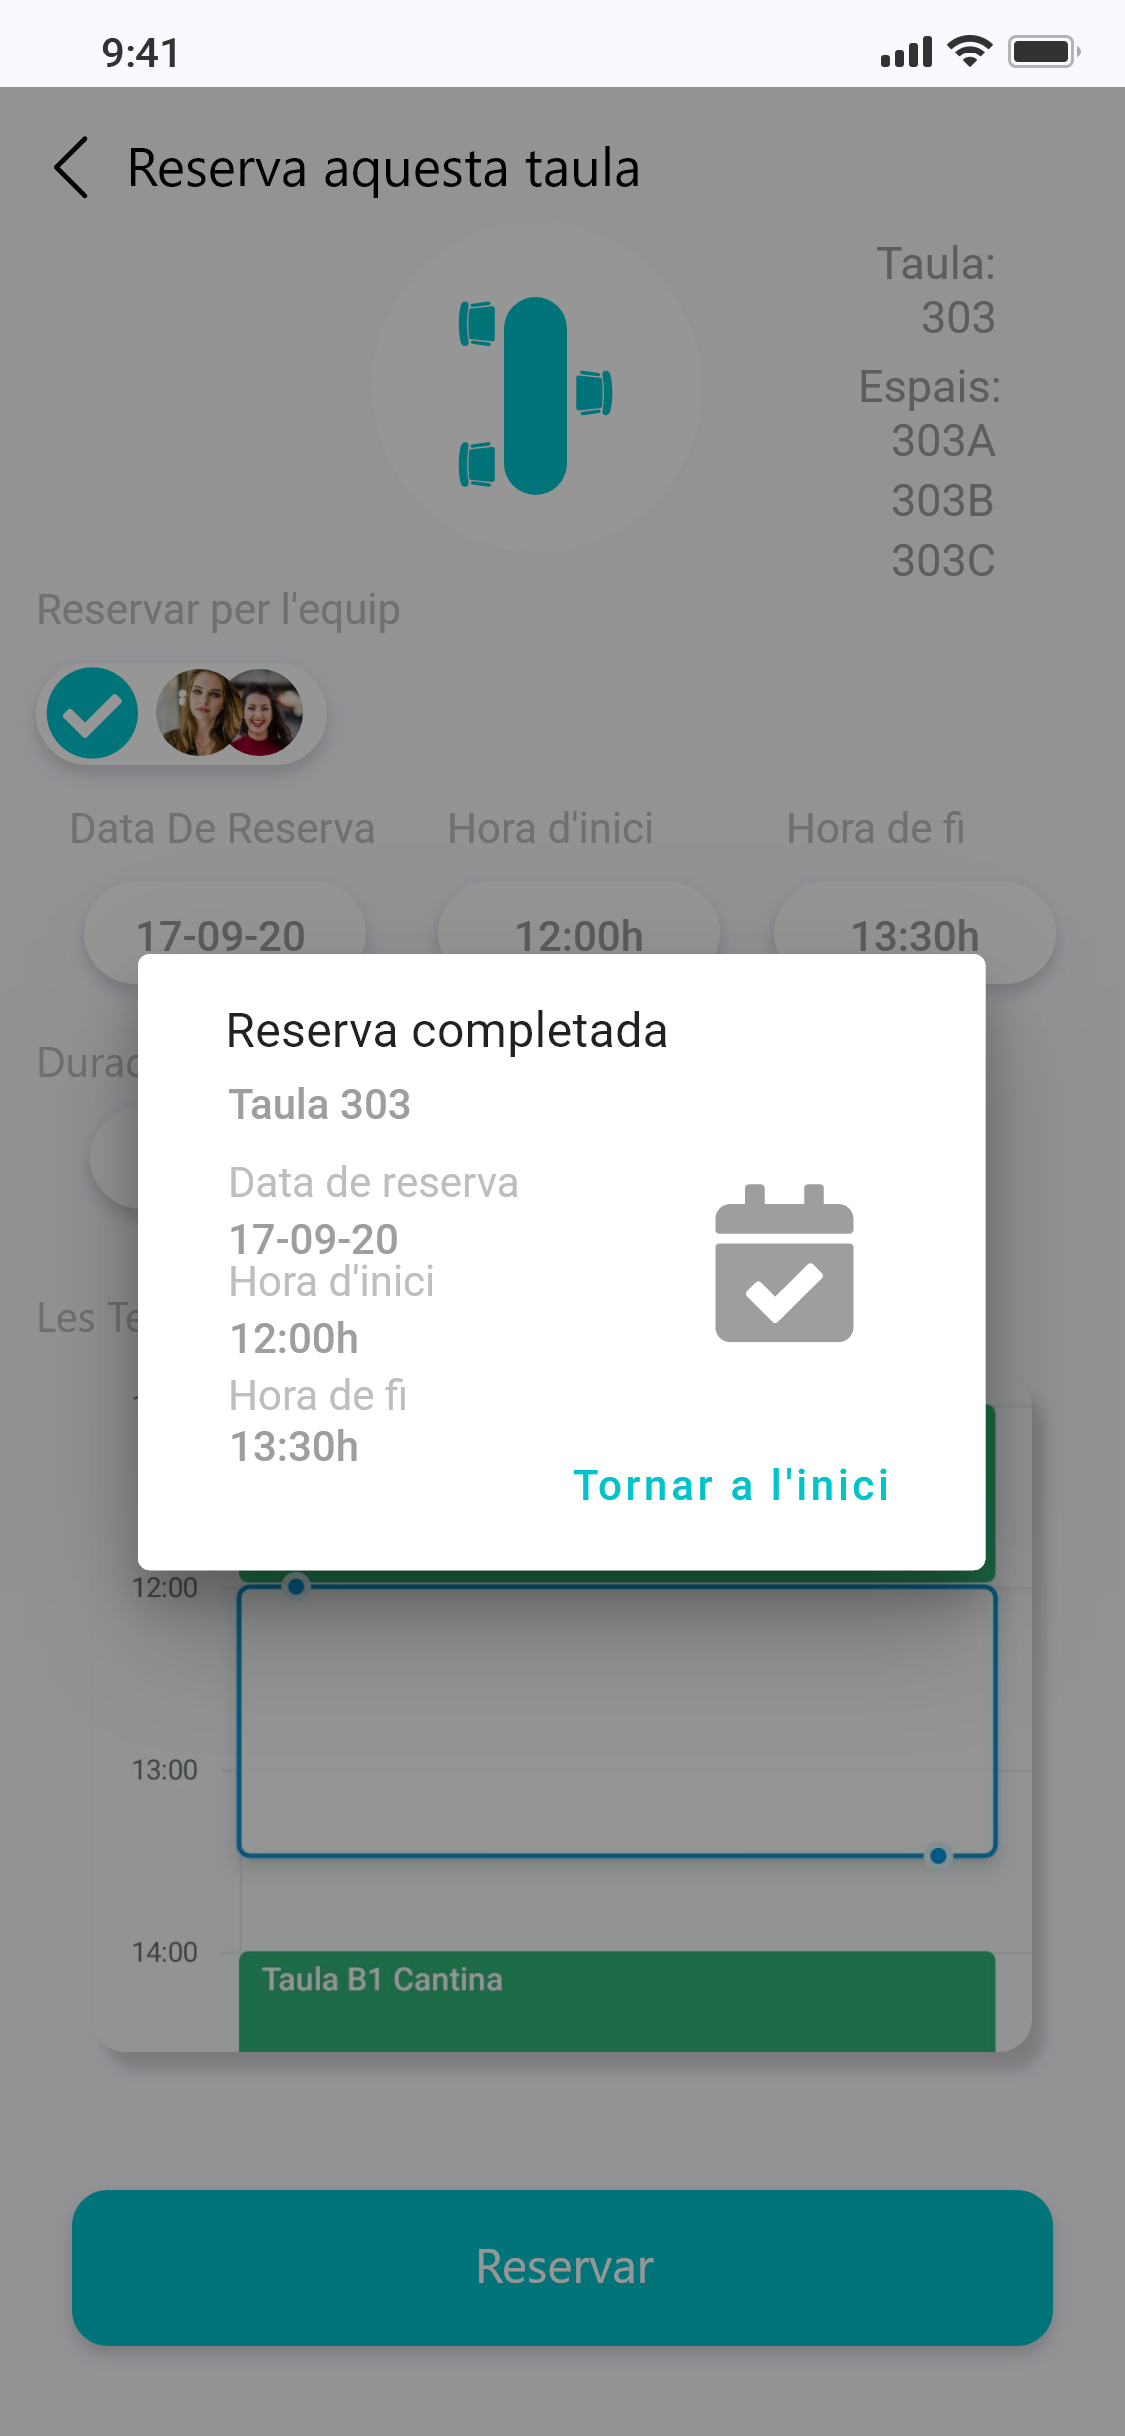 9:41
Reserva aquesta taula
Taula:
303
Espais:
303A
303B
303C
Reservar per l'equip
Data De Reserva
Hora d'inici
Hora de fi
17-09-20
12:00h
13:30h
Reserva completada
Taula 303
Data de reserva
17-09-20
Hora d'inici
12:00h
Hora de fi
13:30h
Tornar a l'inici
Les
12:00
13:00
14:00
Taula B1 Cantina
Reservar